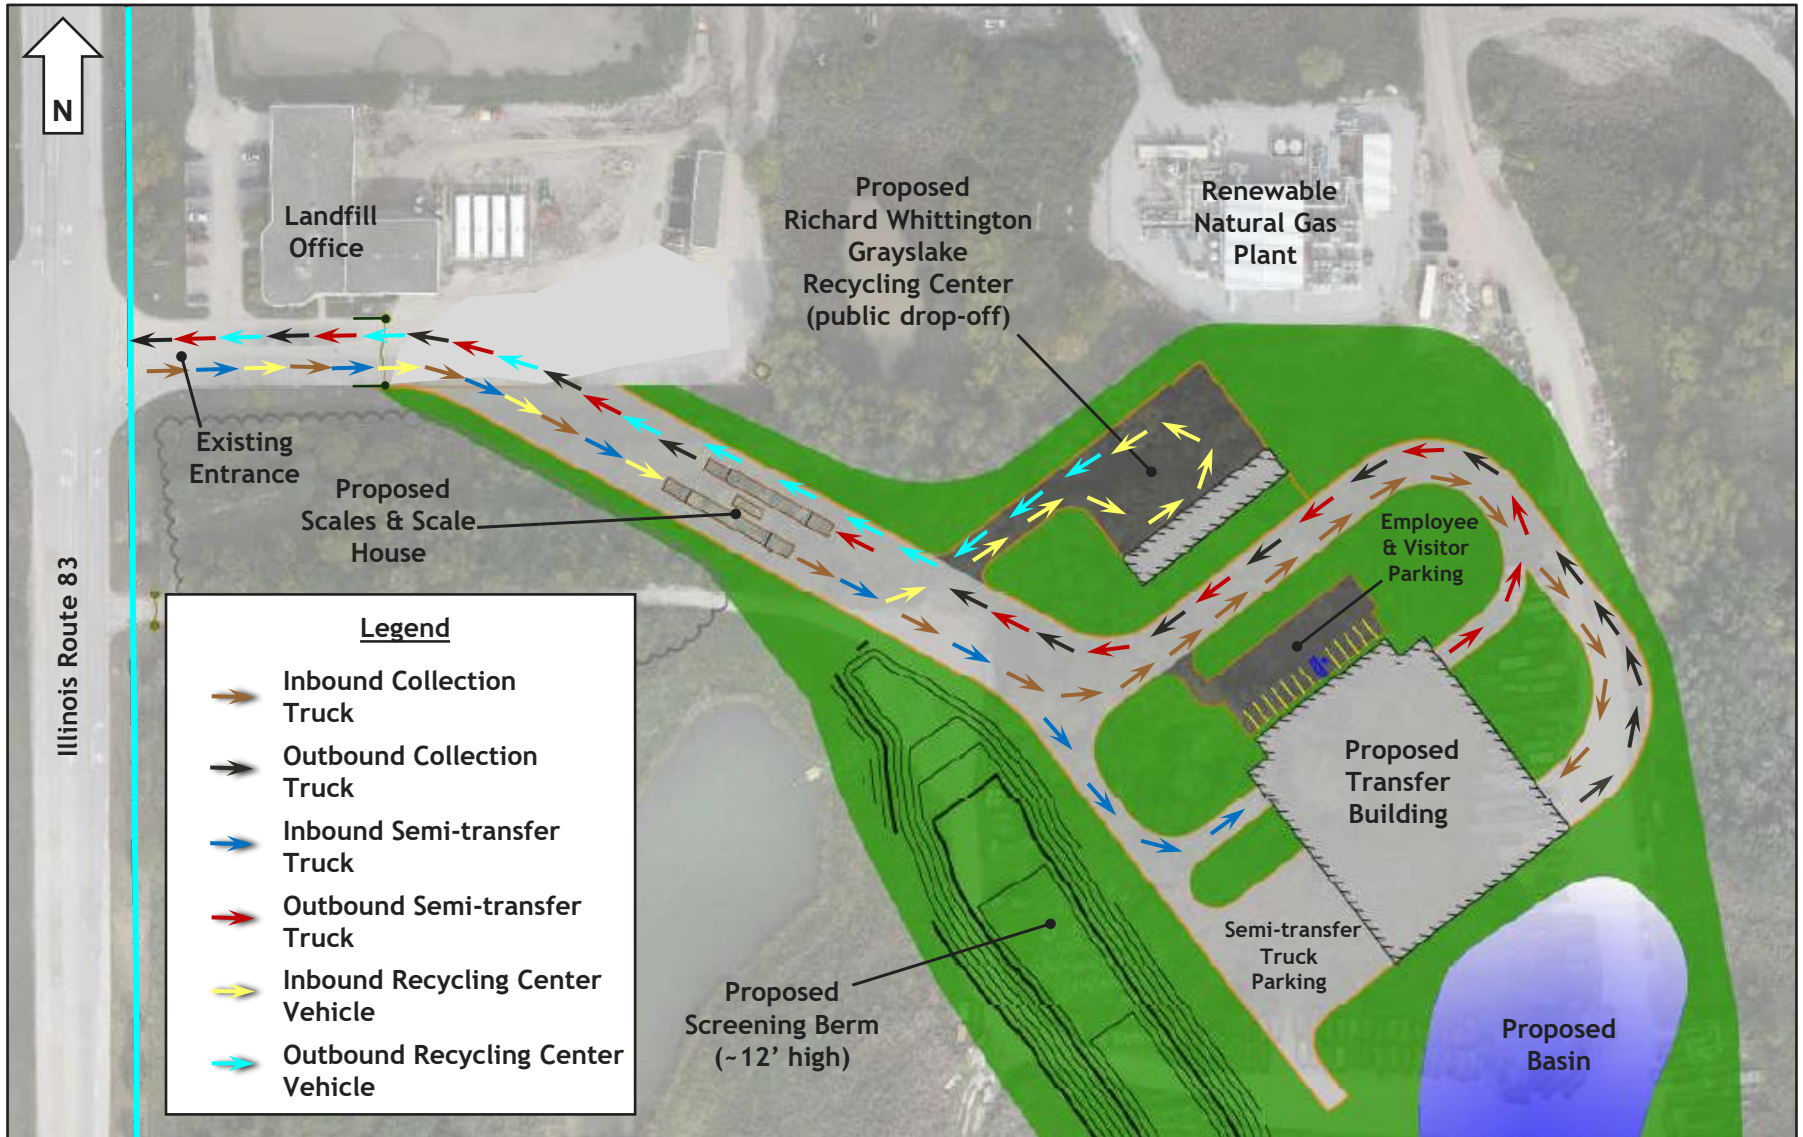 N
Landfill
Office
Proposed
Richard Whittington
Grayslake
Recycling Center
(public drop-off)
Renewable
Natural Gas
Plant
Existing
Entrance
Proposed
Scales & Scale
House
Employee
& Visitor
Parking
Illinois Route 83
Legend
Inbound Collection
Truck
Outbound Collection
Truck
Inbound Semi-transfer
Truck
Outbound Semi-transfer
Truck
Inbound Recycling Center
Vehicle
Outbound Recycling Center
Vehicle
Proposed
Transfer
Building
Semi-transfer
Truck
Parking
Proposed
Screening Berm
(~12’ high)
Proposed
Basin